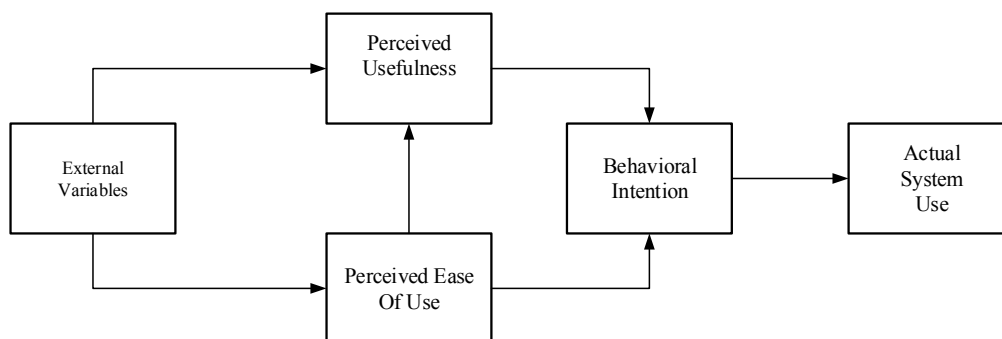 Perceived
Usefulness
External
Variables
Behavioral
Intention
Actual
System
Use
Perceived Ease
Of Use